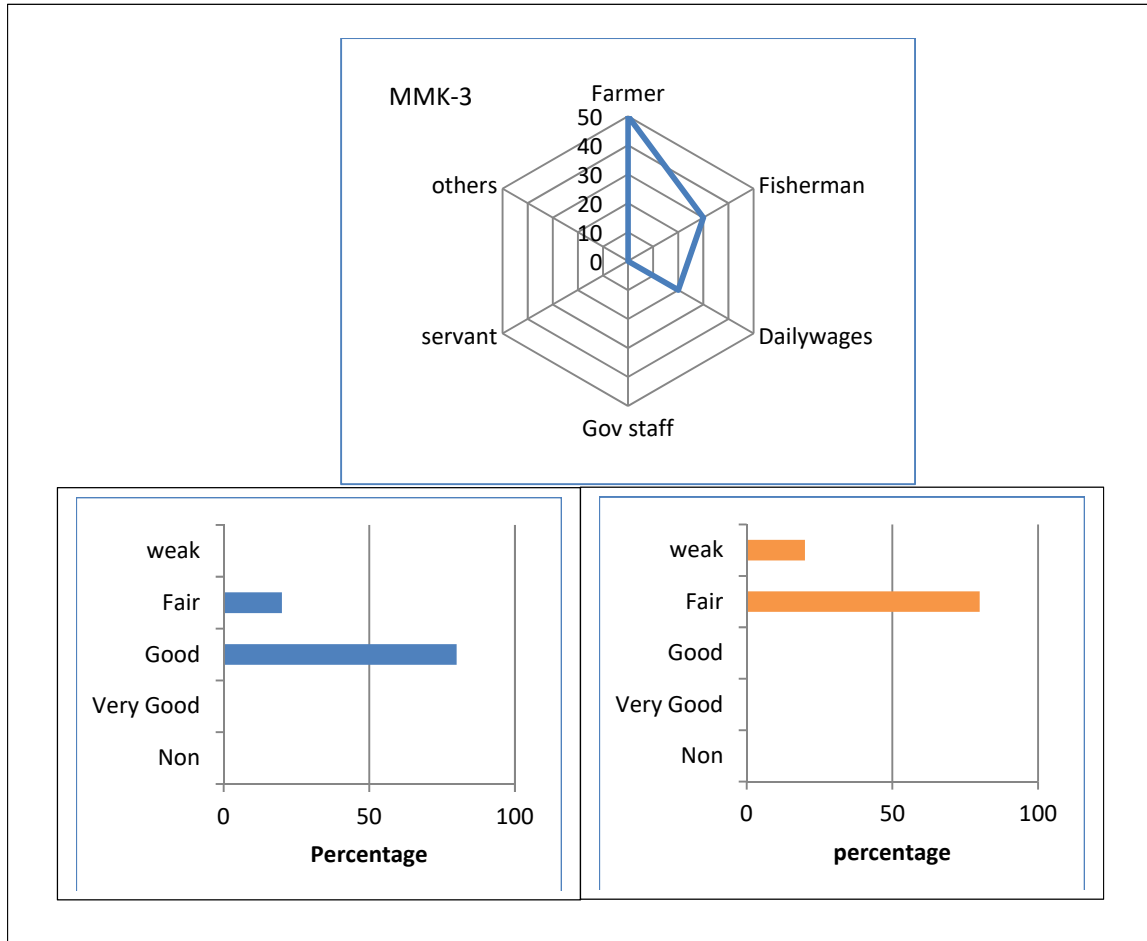 MMK-3
Farmer
50
40
30
20
10
0
Fisherman
others
servant
Dailywages
Gov staff
weak
Fair
Good
Very Good
Non
0 50 100
Percentage
weak
Fair
Good
Very Good
Non
0 50 100
percentage